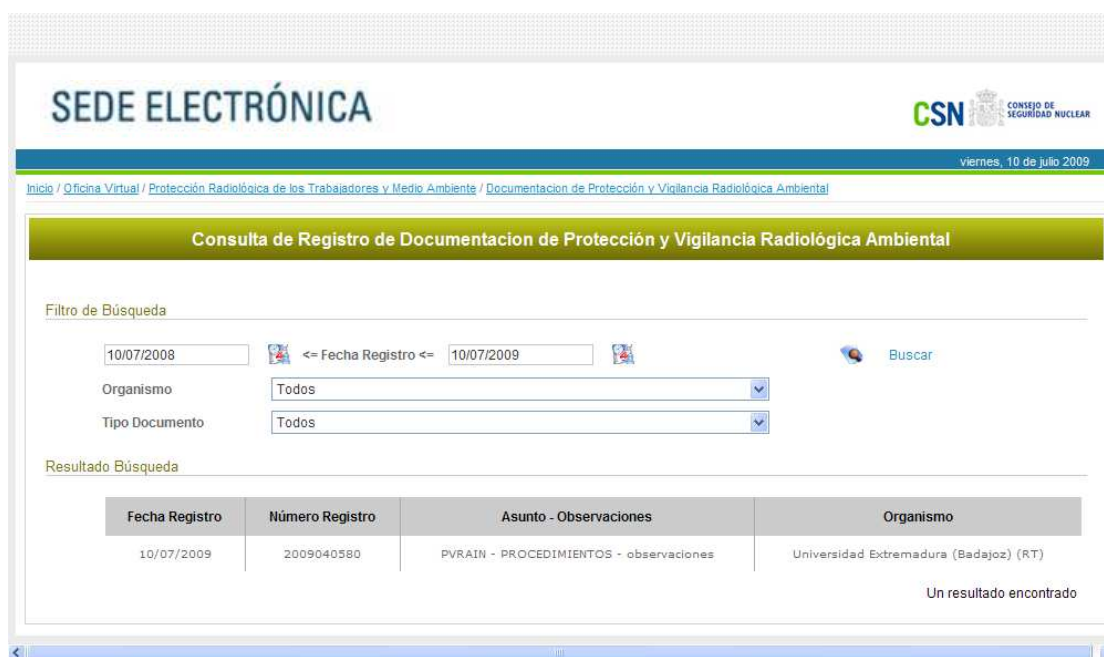 SEDE ELECTRÓNICA
CSN CONSEJO DE
SEGURIDAD NUCLEAR
viernes, 10 de julio 2009
Inicio / Oficina Virtual / Protección Radiológica de los Trabajadores y Medio Ambiente / Documentacion de Protección y Vigilancia Radiológica Ambiental
Consulta de Registro de Documentacion de Protección y Vigilancia Radiológica Ambiental
Filtro de Búsqueda
10/07/2008 <= Fecha Registro <= 10/07/2009 Buscar
Organismo Todos
Tipo Documento Todos
Resultado Búsqueda
Fecha Registro Número Registro Asunto - Observaciones Organismo
10/07/2009 2009040580 PVRAIN - PROCEDIMIENTOS - observaciones Universidad Extremadura (Badajoz) (RT)
Un resultado encontrado